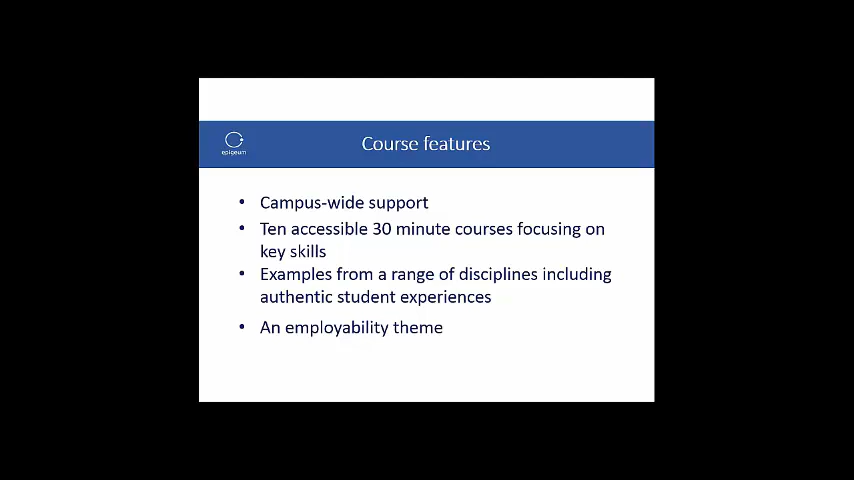 epigeum
Course features
• Campus-wide support
• Ten accessible 30 minute courses focusing on
key skills
• Examples from a range of disciplines including
authentic student experiences
• An employability theme